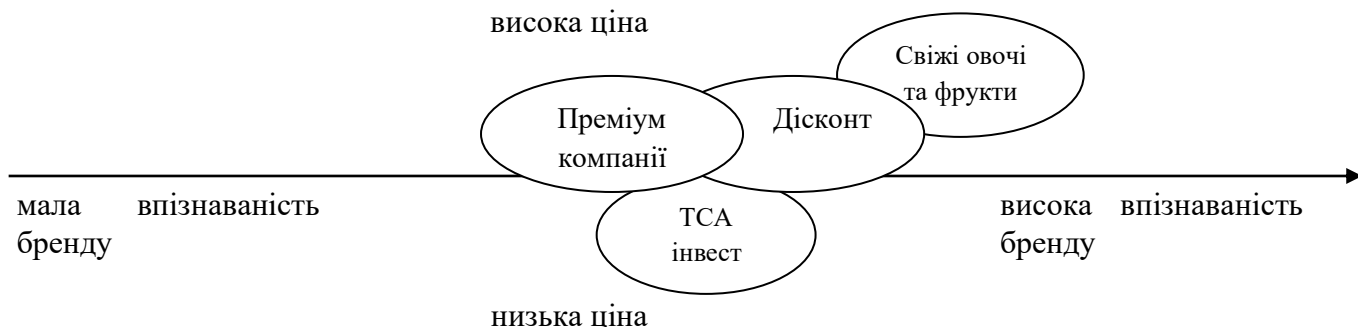 висока ціна
Свіжі овочі
та фрукти
Преміум
компанії
Дісконт
мала впізнаваність
бренду
ТСА
інвест
висока впізнаваність
бренду
низька ціна